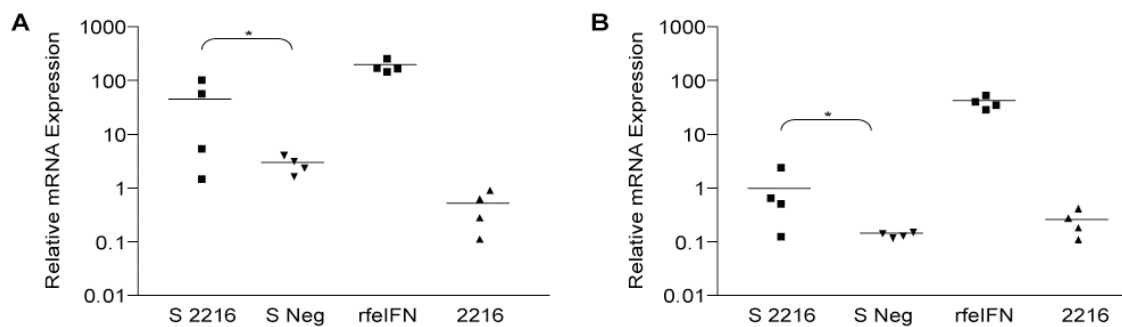 A
Relative mRNA Expression
1000
100
10
1
0.1
0.01
*
S 2216 S Neg rfeIFN 2216
B
Relative mRNA Expression
1000
100
10
1
0.1
0.01
*
S 2216 S Neg rfeIFN 2216